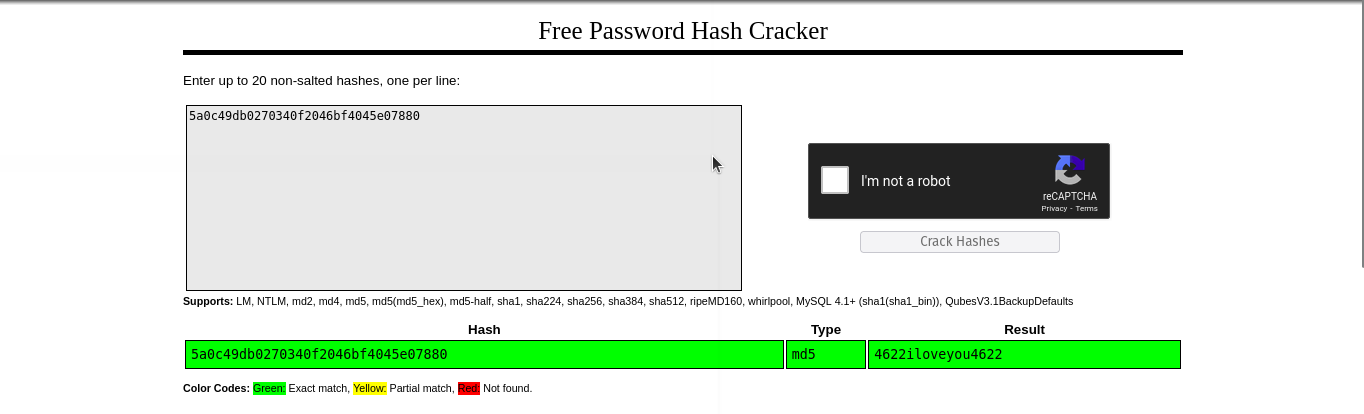 Free Password Hash Cracker
Enter up to 20 non-salted hashes, one per line:
5a0c49db0270340f2046bf4045e07880
I'm not a robot
reCAPTCHA
Privacy - Terms
Crack Hashes
Supports: LM, NTLM, md2, md4, md5, md5(md5_hex), md5-half, sha1, sha224, sha256, sha384, sha512, ripeMD160, whirlpool, MySQL 4.1+ (sha1(sha1_bin)), QubesV3.1BackupDefaults
Hash Type Result
5a0c49db0270340f2046bf4045e07880 md5 4622iloveyou4622
Color Codes: Green: Exact match, Yellow: Partial match, Red: Not found.